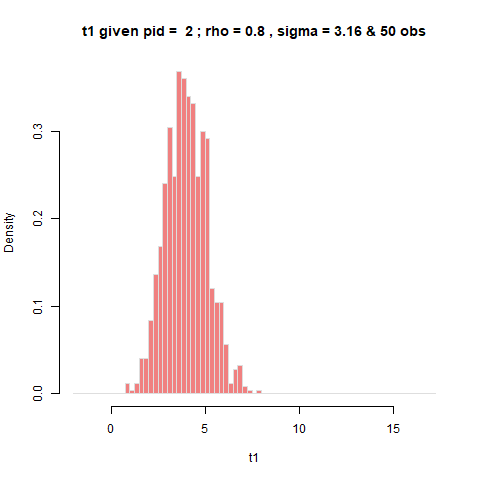 t1 given pid =  2 ; rho = 0.8 , sigma = 3.16 & 50 obs
Density
0.3
0.2
0.1
0.0
0 5 10 15
t1